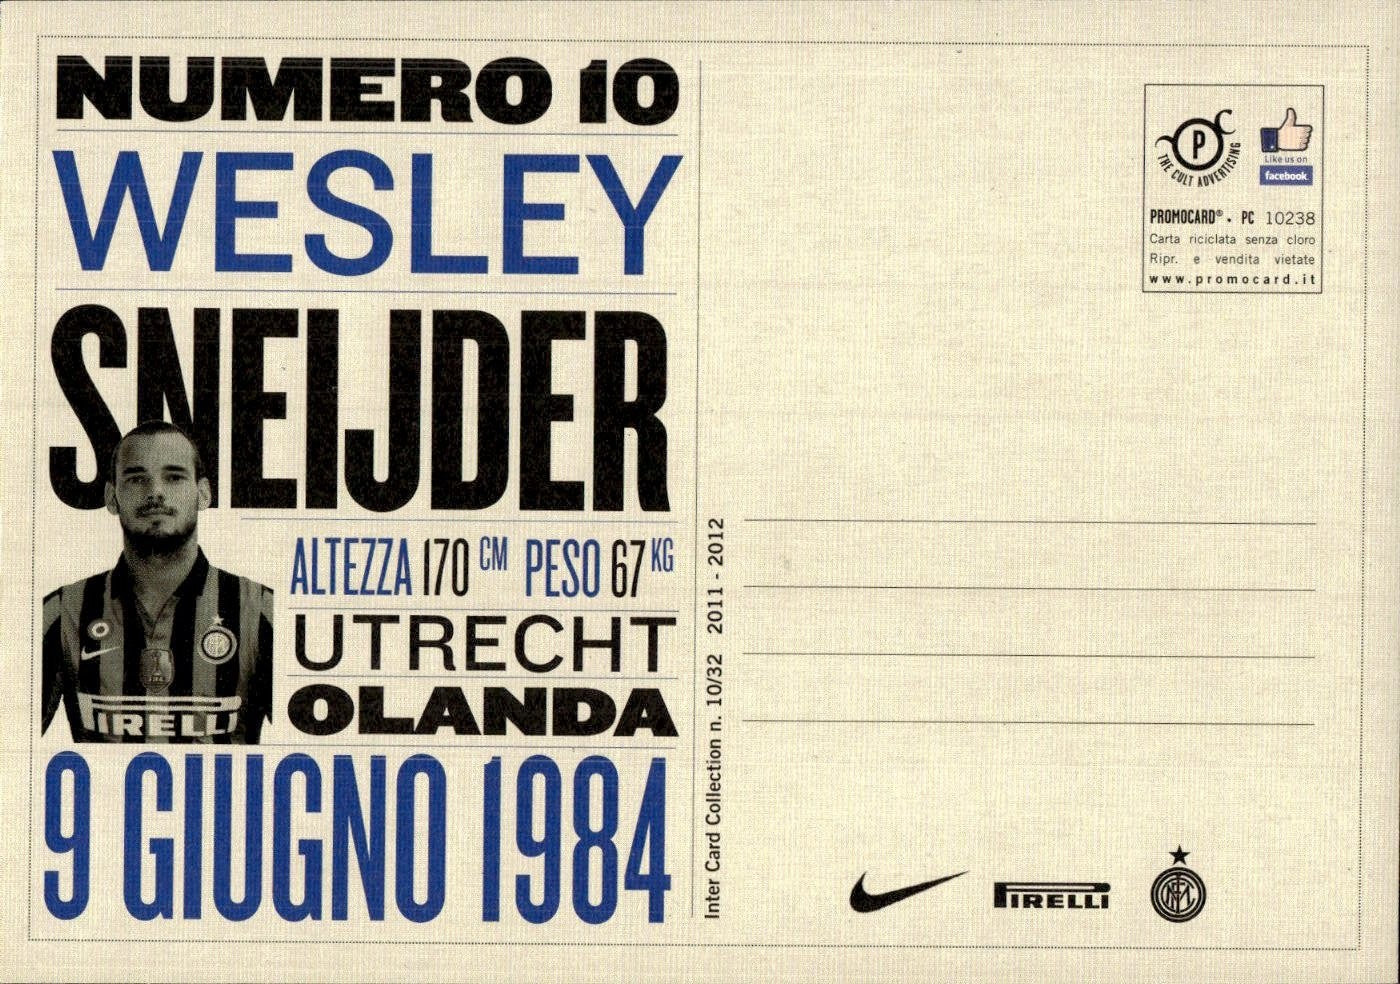 NUMERO 10
WESLEY
SNEIJDER
ALTEZZA 170 CM PESO 67 KG
UTRECHT
OLANDA
9 GIUGNO 1984
PIRELLI
Inter Card Collection n. 10/32 2011 - 2012
P C
THE CULT ADVERTISING
Like us on
facebook
PROMOCARD® • PC 10238
Carta riciclata senza cloro
Ripr. e vendita vietate
www.promocard.it
PIRELLI